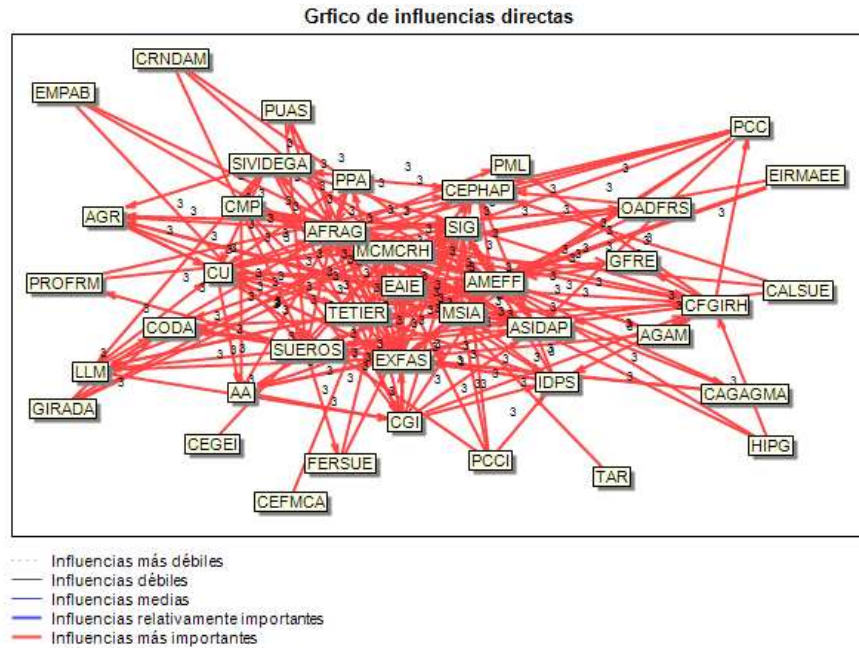 Grfico de influencias directas
CRNDAM
EMPAB
PUAS
PCC
SIVIDEGA
PML
EIRMAEE
PPA
CEPHAP
AGR
CMP
OADFRS
AFRAG
SIG
MCMCRH
GFRE
CU
PROFRM
EAIE
AMEFF
CALSUE
CFGIRH
TETIER
MSIA
CODA
ASIDAP
AGAM
SUEROS
EXFAS
LLM
IDPS
AA
CAGAGMA
GIRADA
CGI
CEGEI
HIPG
FERSUE
PCCI
TAR
CEFMCA
Influencias más débiles
Influencias débiles
Influencias medias
Influencias relativamente importantes
Influencias más importantes